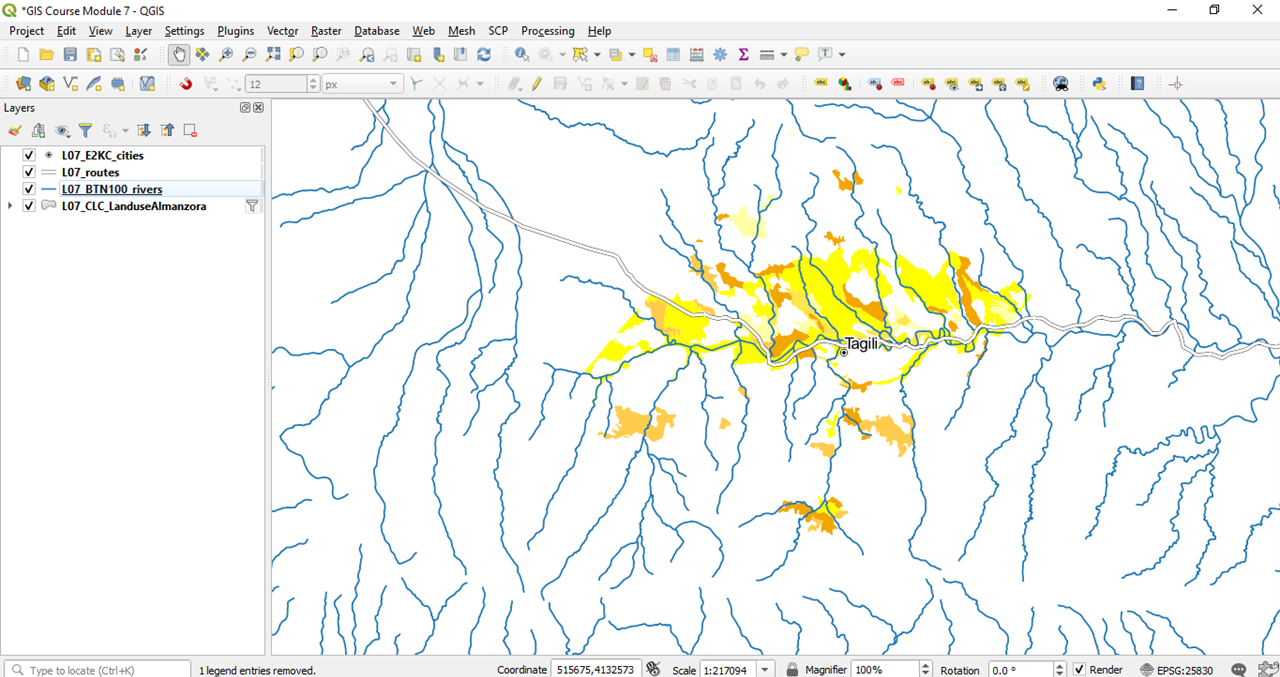 *GIS Course Module 7 - QGIS
Project Edit View Layer Settings Plugins Vector Raster Database Web Mesh SCP Processing Help
12 px
Layers
L07_E2KC_cities
L07_routes
L07_BTN100_rivers
L07_CLC_LanduseAlmanzora
Tagili
Type to locate (Ctrl+K) 1 legend entries removed. Coordinate 515675,4132573 Scale 1:217094 Magnifier 100% Rotation 0.0 ° Render EPSG:25830